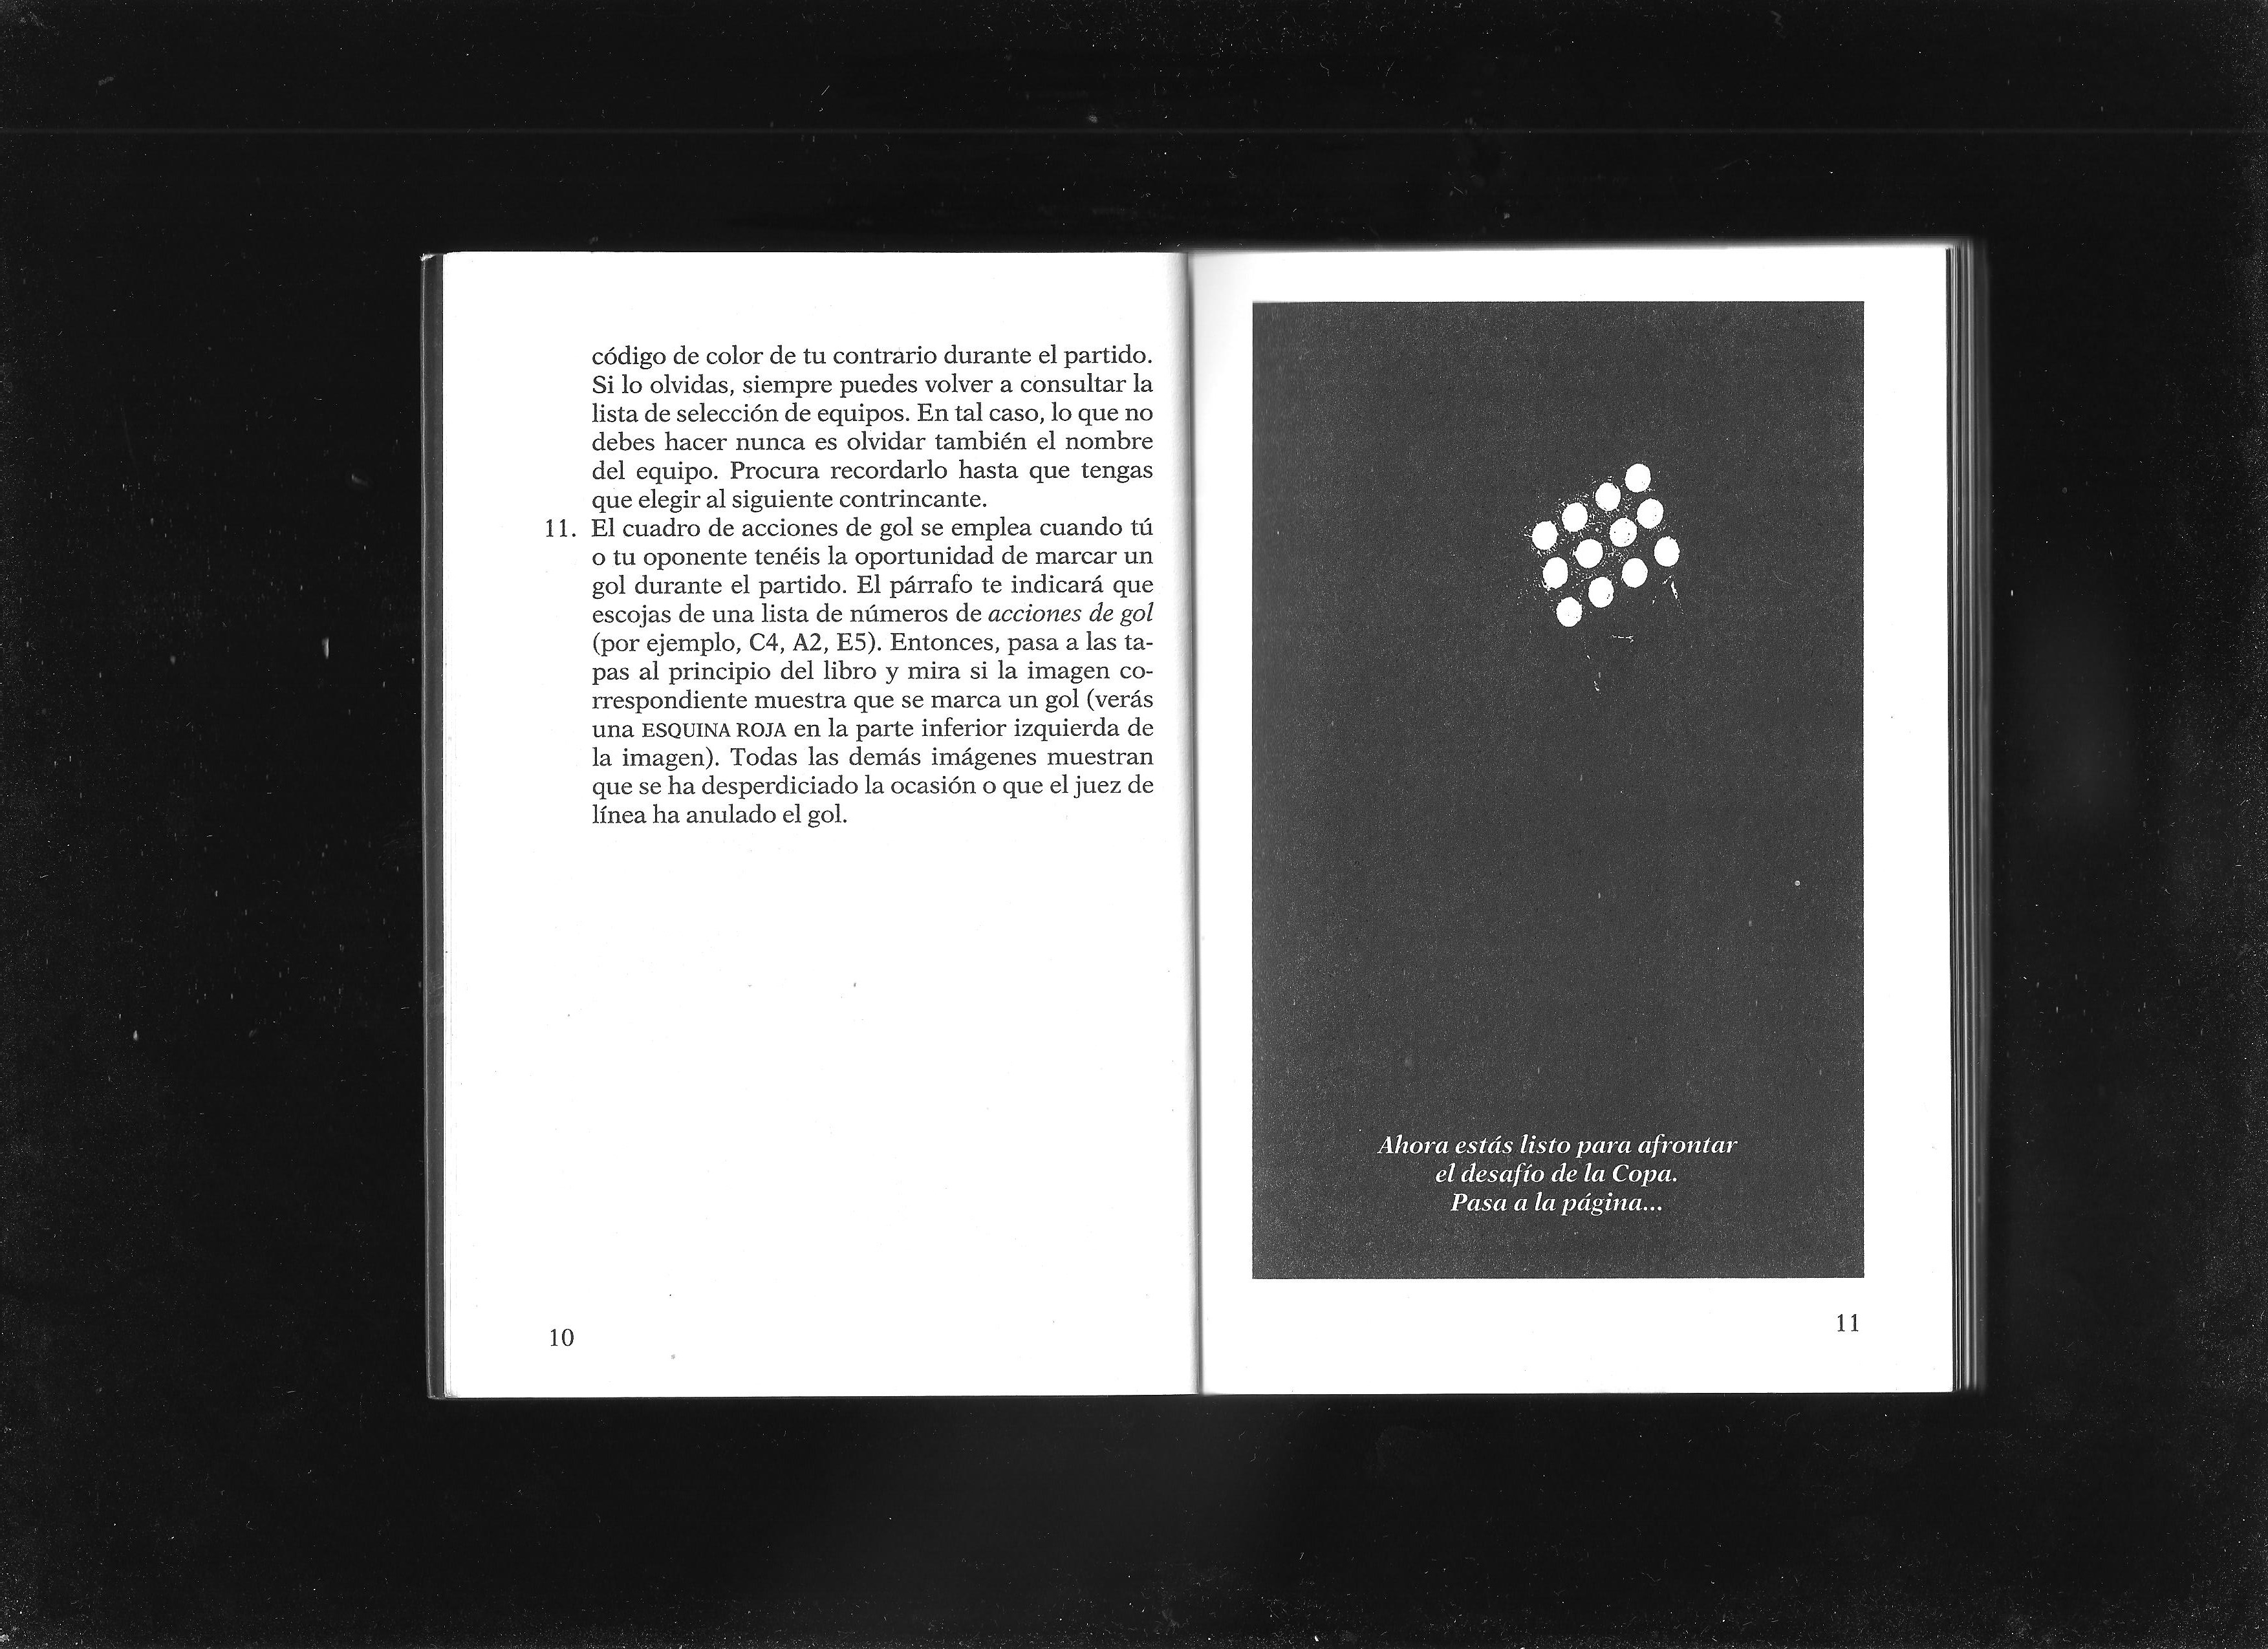 código de color de tu contrario durante el partido.
Si lo olvidas, siempre puedes volver a consultar la
lista de selección de equipos. En tal caso, lo que no
debes hacer nunca es olvidar también el nombre
del equipo. Procura recordarlo hasta que tengas
que elegir al siguiente contrincante.
11. El cuadro de acciones de gol se emplea cuando tú
o tu oponente tenéis la oportunidad de marcar un
gol durante el partido. El párrafo te indicará que
escojas de una lista de números de acciones de gol
(por ejemplo, C4, A2, E5). Entonces, pasa a las ta-
pas al principio del libro y mira si la imagen co-
rrespondiente muestra que se marca un gol (verás
una ESQUINA ROJA en la parte inferior izquierda de
la imagen). Todas las demás imágenes muestran
que se ha desperdiciado la ocasión o que el juez de
línea ha anulado el gol.
10
Ahora estás listo para afrontar
el desafío de la Copa.
Pasa a la página...
11